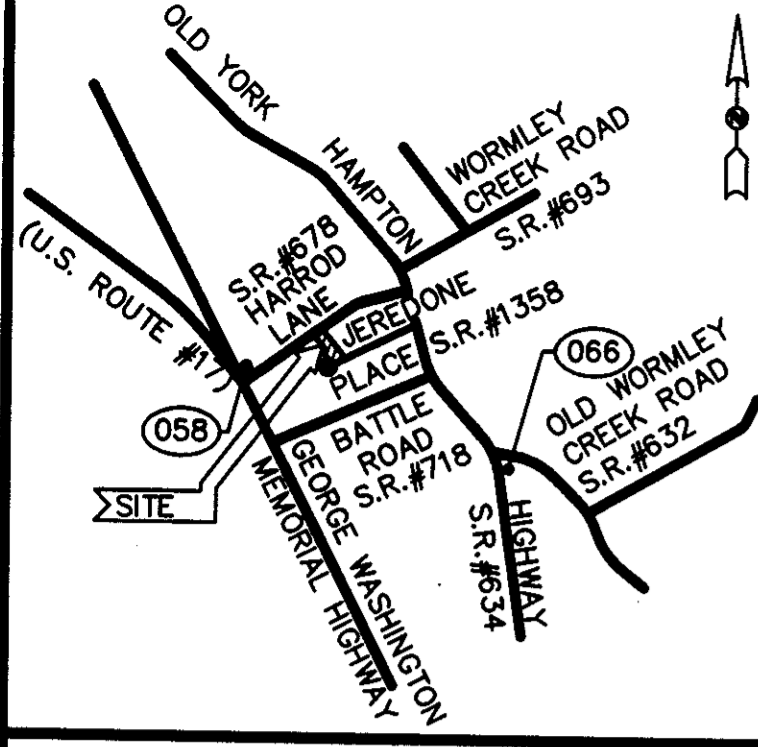 OLD YORK
HAMPTON
HIGHWAY
S.R.#634
WORMLEY
CREEK ROAD
S.R.#693
(U.S. ROUTE #17)
S.R.#678
HARROD
LANE
JEREDONE
PLACE S.R.#1358
066
058
BATTLE
ROAD
S.R.#718
OLD WORMLEY
CREEK ROAD
S.R.#632
SITE
GEORGE WASHINGTON
MEMORIAL HIGHWAY
N